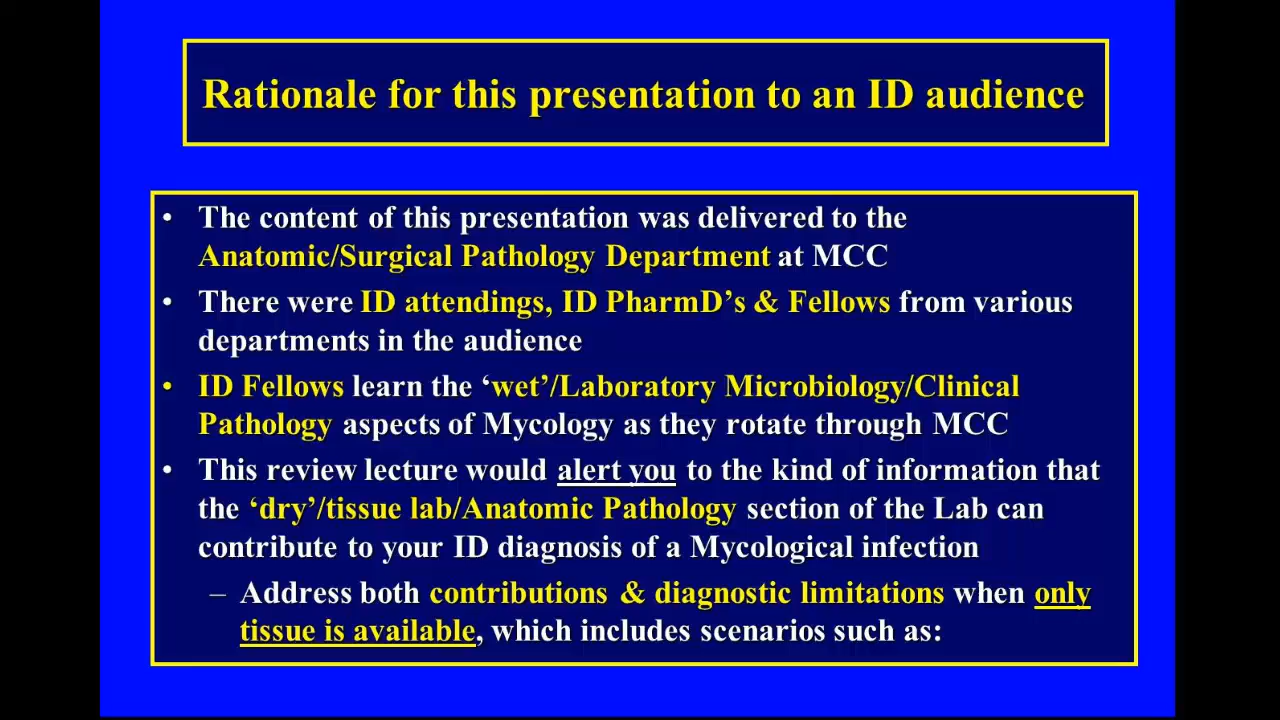 Rationale for this presentation to an ID audience
• The content of this presentation was delivered to the
Anatomic/Surgical Pathology Department at MCC
• There were ID attendings, ID PharmD’s & Fellows from various
departments in the audience
• ID Fellows learn the ‘wet’/Laboratory Microbiology/Clinical
Pathology aspects of Mycology as they rotate through MCC
• This review lecture would alert you to the kind of information that
the ‘dry’/tissue lab/Anatomic Pathology section of the Lab can
contribute to your ID diagnosis of a Mycological infection
– Address both contributions & diagnostic limitations when only
tissue is available, which includes scenarios such as: